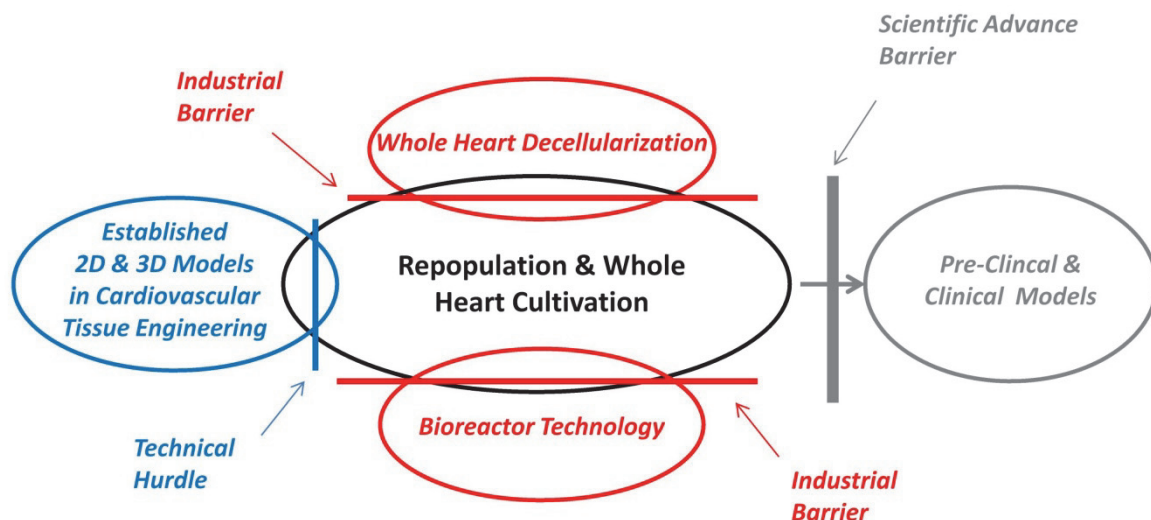 Scientific Advance
Barrier
Industrial
Barrier
Whole Heart Decellularization
Established
2D & 3D Models
in Cardiovascular
Tissue Engineering
Repopulation & Whole
Heart Cultivation
Pre-Clincal &
Clinical Models
Bioreactor Technology
Technical
Hurdle
Industrial
Barrier